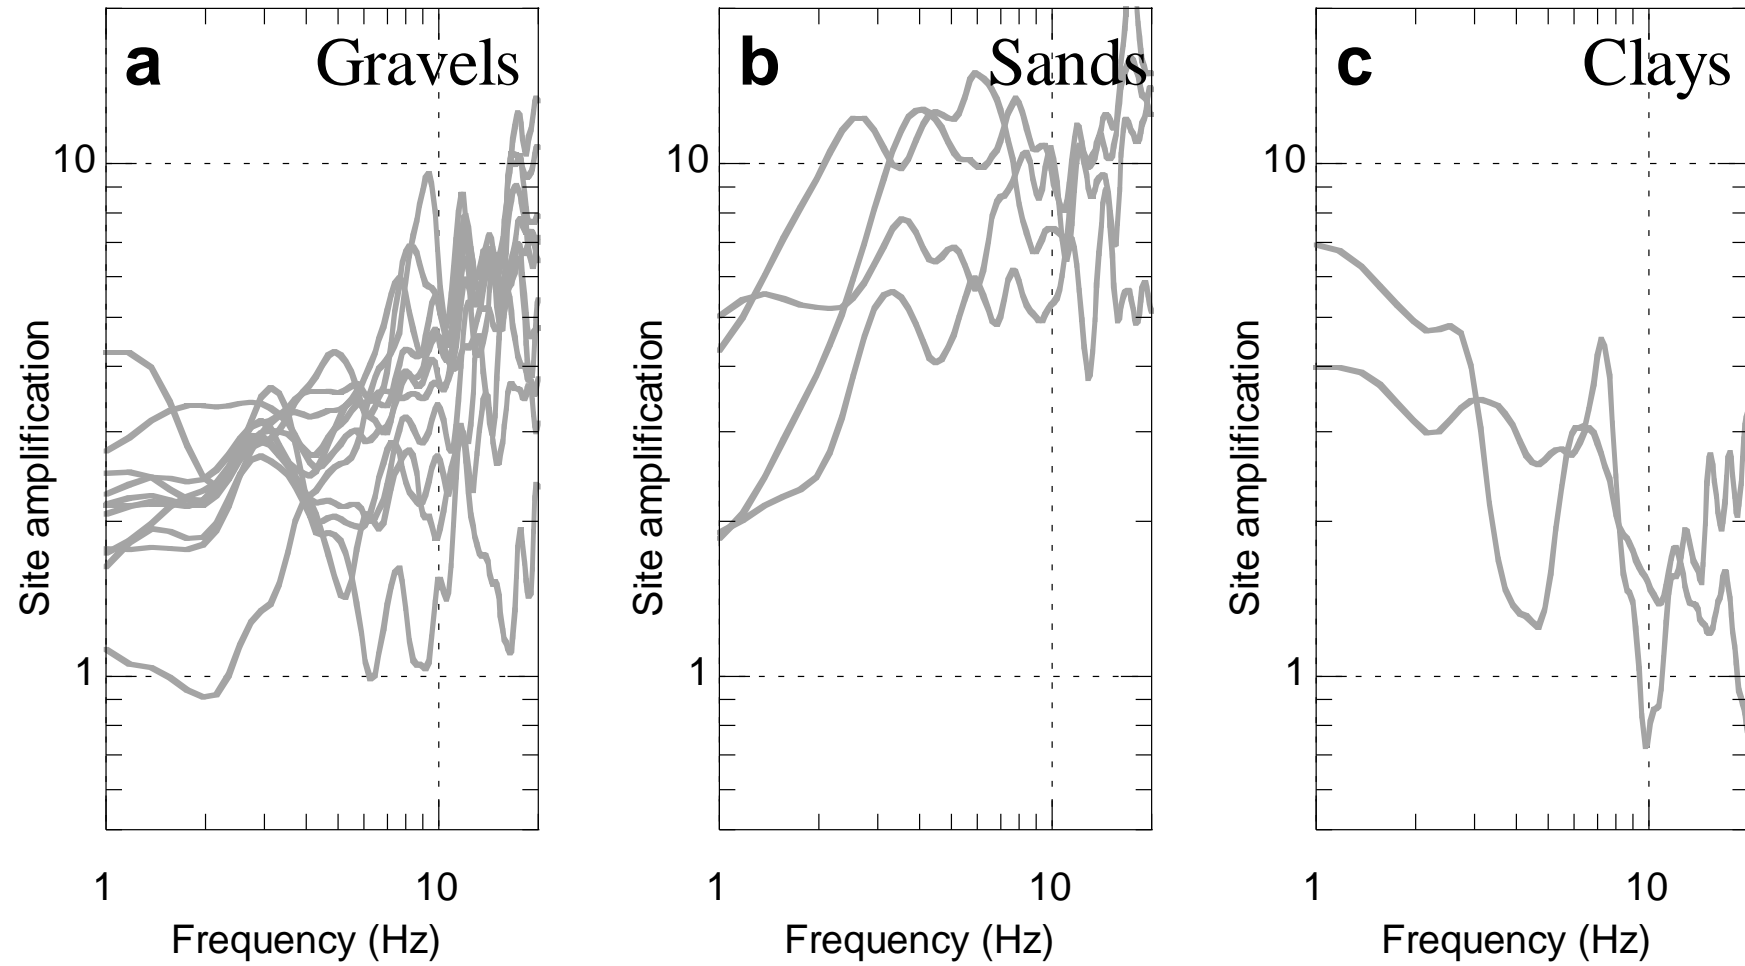 a Gravels
10
1
Site amplification
1 10
Frequency (Hz)
b Sands
10
1
Site amplification
1 10
Frequency (Hz)
c Clays
10
1
Site amplification
1 10
Frequency (Hz)